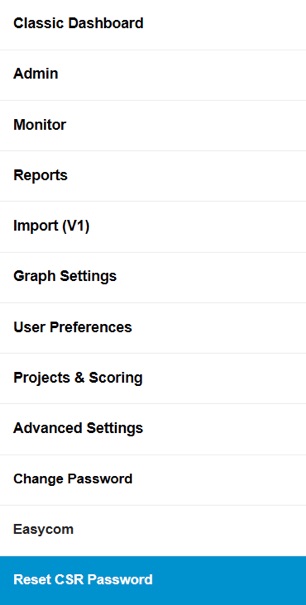 Classic Dashboard
Admin
Monitor
Reports
Import (V1)
Graph Settings
User Preferences
Projects & Scoring
Advanced Settings
Change Password
Easycom
Reset CSR Password